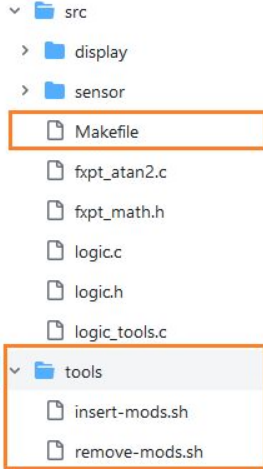 src
display
sensor
Makefile
fxpt_atan2.c
fxpt_math.h
logic.c
logic.h
logic_tools.c
tools
insert-mods.sh
remove-mods.sh